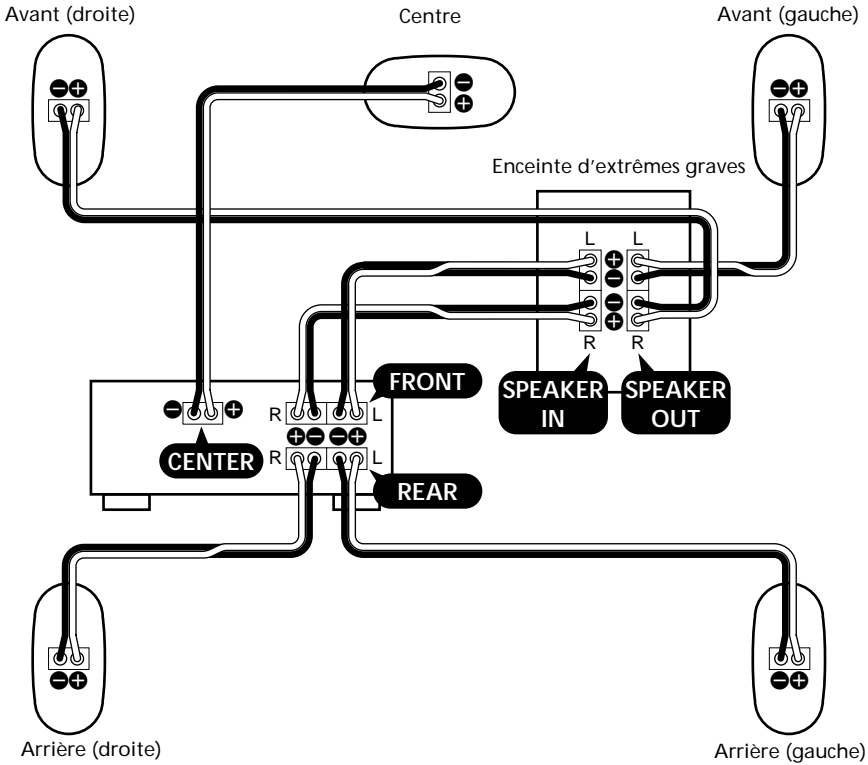 Avant (droite)
Centre
Avant (gauche)
− +
−
+
− +
Enceinte d'extrêmes graves
L L
+
−
−
+
R R
FRONT
SPEAKER IN
SPEAKER OUT
− +
R L
+ − − +
CENTER
R L
REAR
− +
− +
Arrière (droite)
Arrière (gauche)